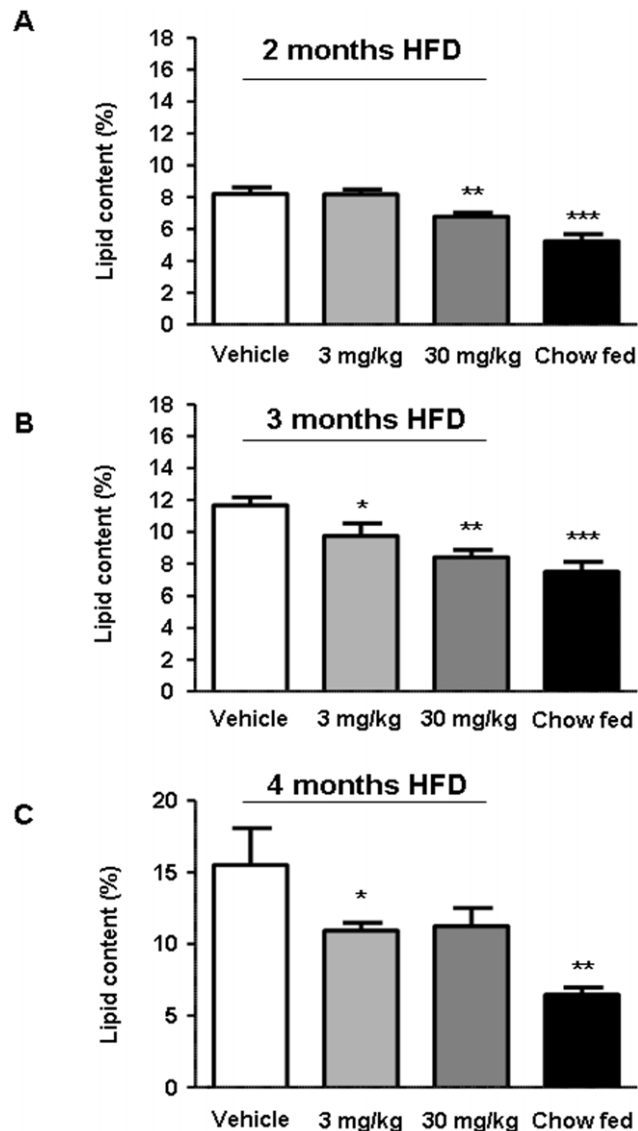 A
2 months HFD
Lipid content (%)
18
16
14
12
10
8
6
4
2
0
**
***
Vehicle 3 mg/kg 30 mg/kg Chow fed
B
3 months HFD
Lipid content (%)
18
16
14
12
10
8
6
4
2
0
*
**
***
Vehicle 3 mg/kg 30 mg/kg Chow fed
C
4 months HFD
Lipid content (%)
20
15
10
5
0
*
**
Vehicle 3 mg/kg 30 mg/kg Chow fed